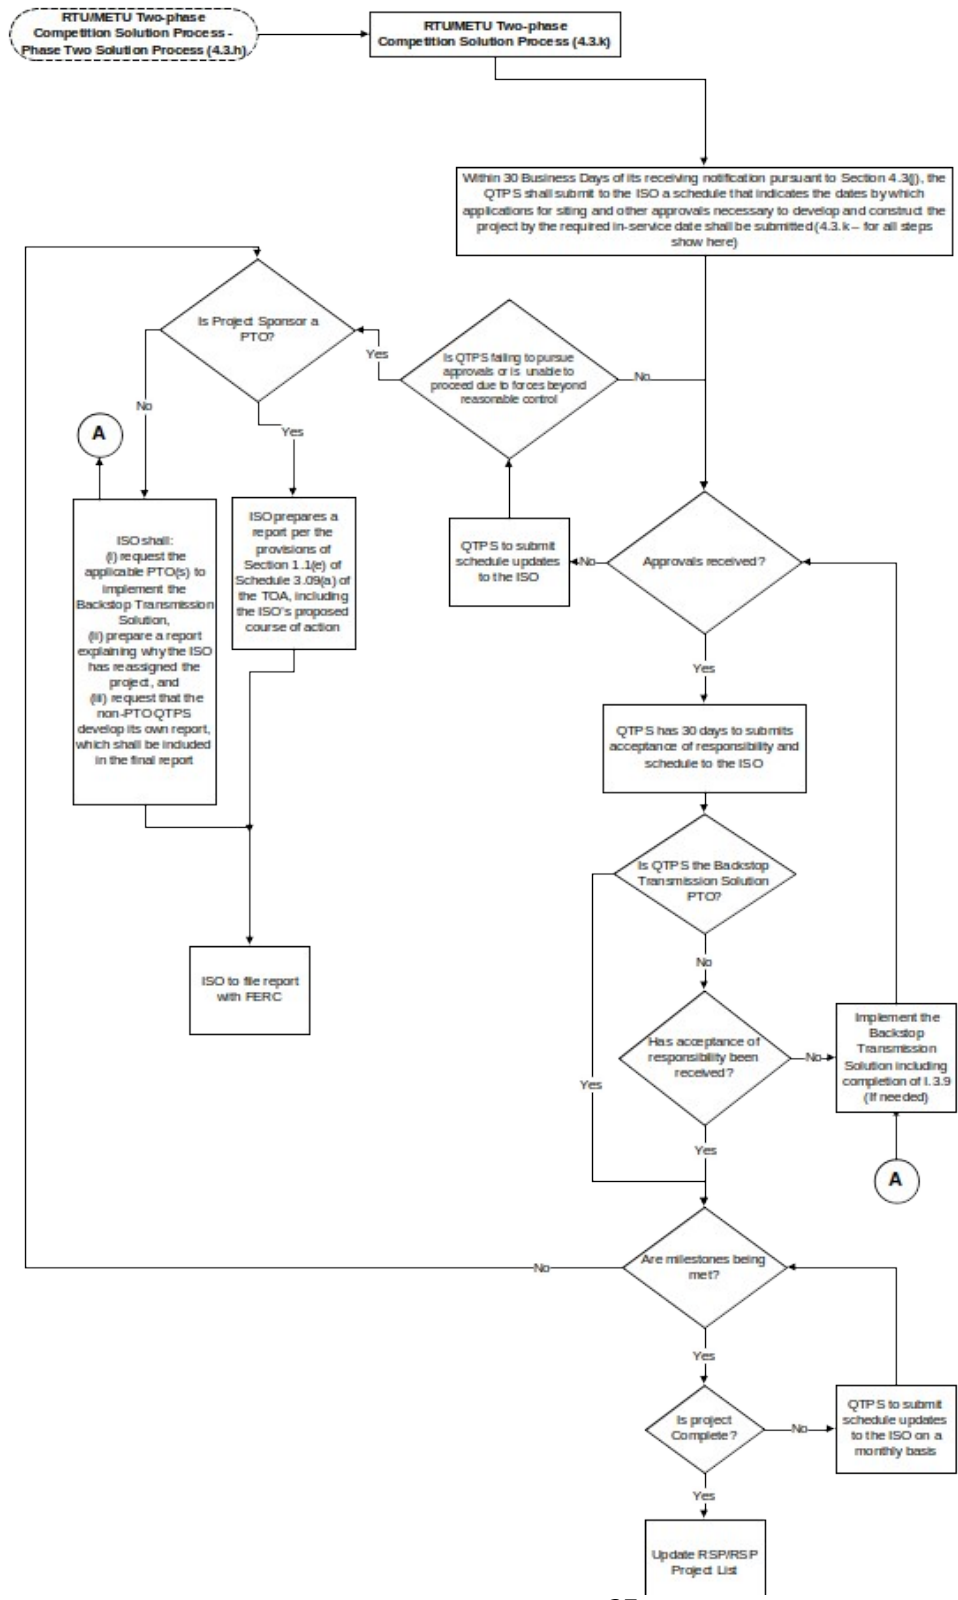 RTU/METU Two-phase
Competition Solution Process -
Phase Two Solution Process (4.3.h)
RTU/METU Two-phase
Competition Solution Process (4.3.k)
Within 30 Business Days of its receiving notification pursuant to Section 4.3(j), the
QTPS shall submit to the ISO a schedule that indicates the dates by which
applications for siting and other approvals necessary to develop and construct the
project by the required in-service date shall be submitted (4.3.k – for all steps
show here)
Is Project Sponsor a
PTO?
Yes
Is QTPS failing to pursue
approvals or is unable to
proceed due to forces beyond
reasonable control
No
No
Yes
A
ISO shall:
(i) request the
applicable PTO(s) to
implement the
Backstop Transmission
Solution,
(ii) prepare a report
explaining why the ISO
has reassigned the
project, and
(iii) request that the
non-PTO QTPS
develop its own report,
which shall be included
in the final report
ISO prepares a
report per the
provisions of
Section 1.1(e) of
Schedule 3.09(a) of
the TOA, including
the ISO's proposed
course of action
QTPS to submit
schedule updates
to the ISO
No
Approvals received?
Yes
QTPS has 30 days to submits
acceptance of responsibility and
schedule to the ISO
Is QTPS the Backstop
Transmission Solution
PTO?
No
ISO to file report
with FERC
Has acceptance of
responsibility been
received?
No
Implement the
Backstop
Transmission
Solution including
completion of I.3.9
(If needed)
Yes
Yes
A
Are milestones being
met?
No
Yes
Is project
Complete?
No
QTPS to submit
schedule updates
to the ISO on a
monthly basis
Yes
Update RSP/RSP
Project List